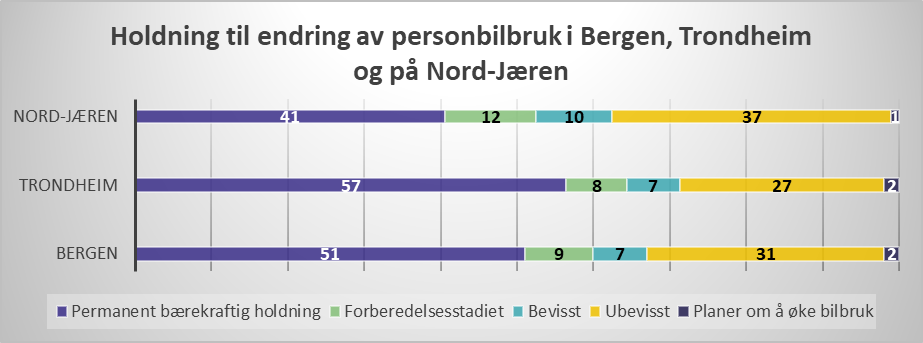 Holdning til endring av personbilbruk i Bergen, Trondheim
og på Nord-Jæren
NORD-JÆREN 41 12 10 37 1
TRONDHEIM 57 8 7 27 2
BERGEN 51 9 7 31 2
Permanent bærekraftig holdning Forberedelsesstadiet Bevisst Ubevisst Planer om å øke bilbruk